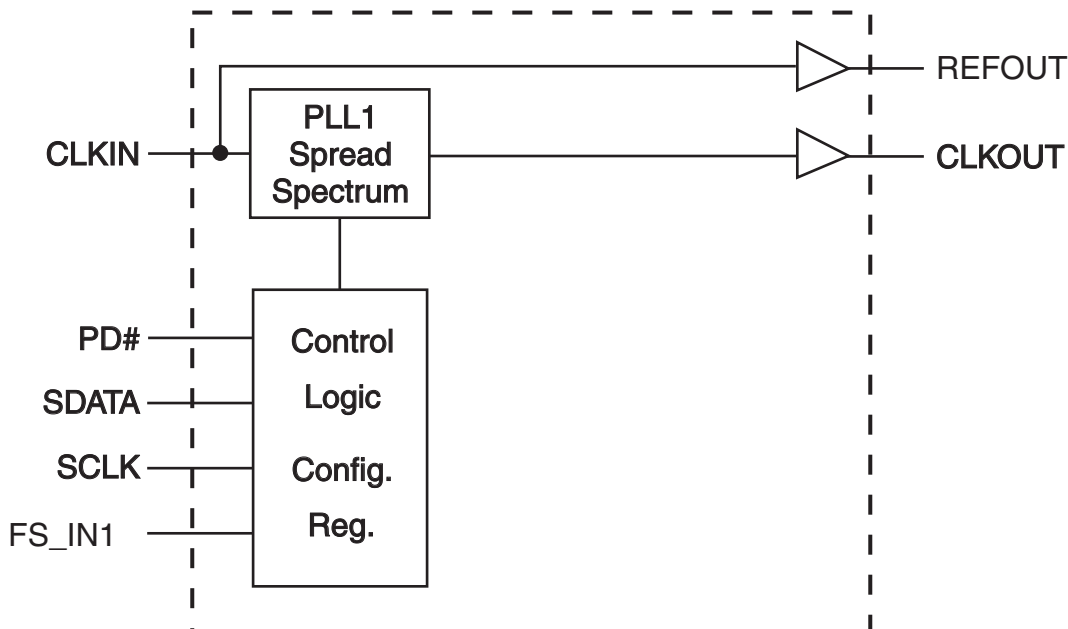 REFOUT
PLL1
Spread
Spectrum
CLKIN
CLKOUT
PD#
SDATA
SCLK
FS_IN1
Control
Logic
Config.
Reg.